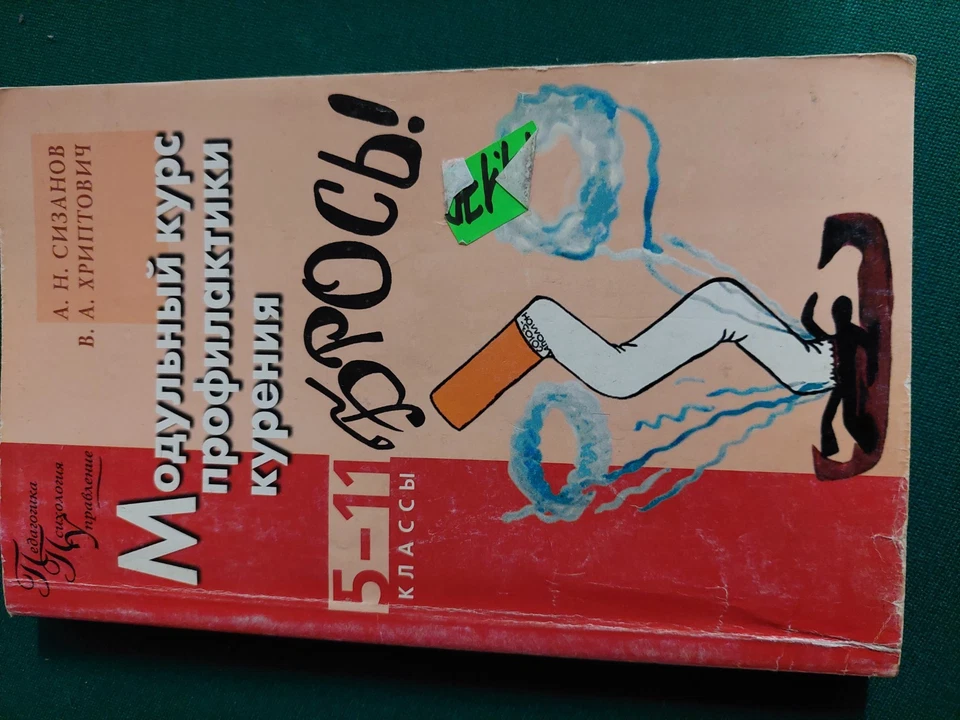 А. Н. СИЗАНОВ
В. А. ХРИПТОВИЧ
Педагогика
Психология
Управление
Модульный курс
профилактики
курения
5–11
КЛАССЫ
БРОСЬ!